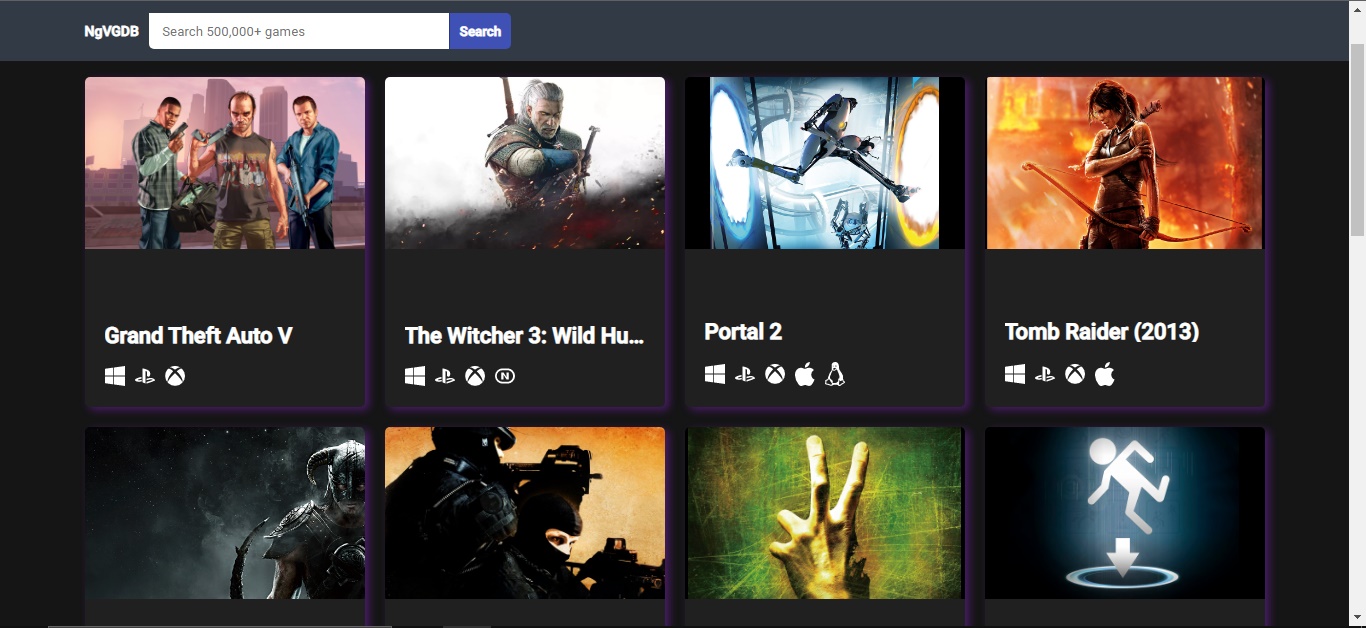 NgVGDB
Search 500,000+ games
Search
Grand Theft Auto V
The Witcher 3: Wild Hu...
Portal 2
Tomb Raider (2013)